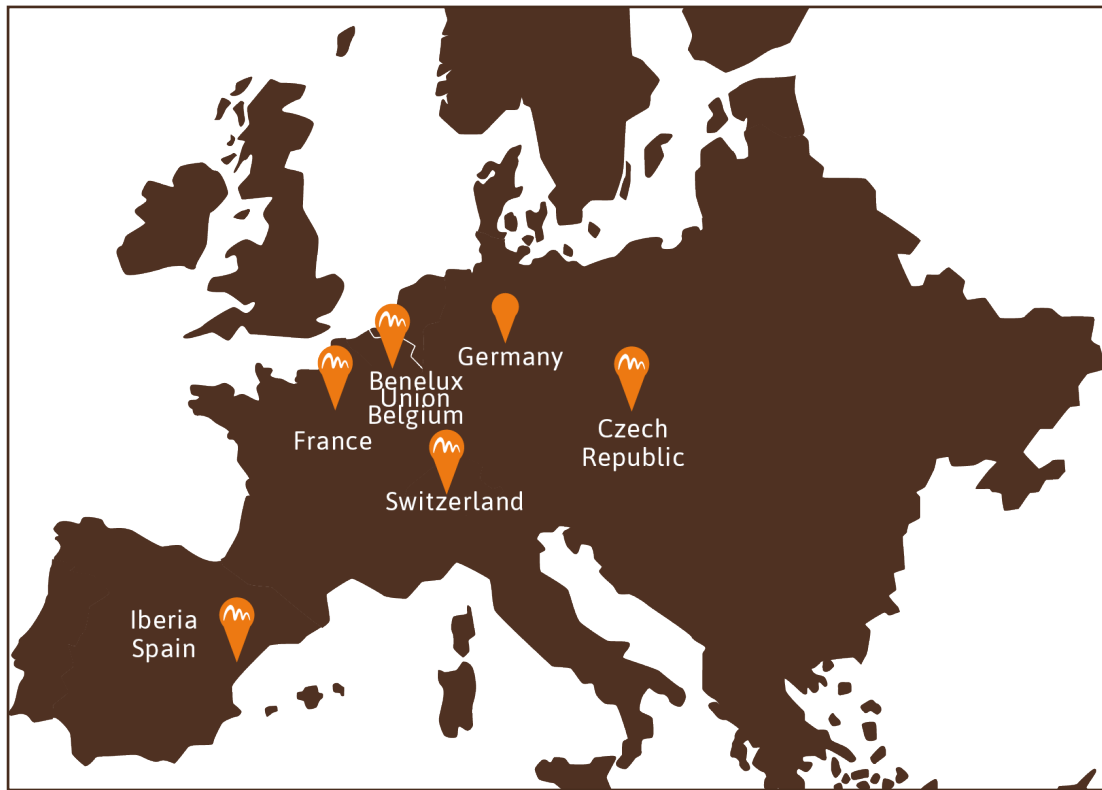 Germany
Benelux
Union
Belgium
France
Czech
Republic
Switzerland
Iberia
Spain